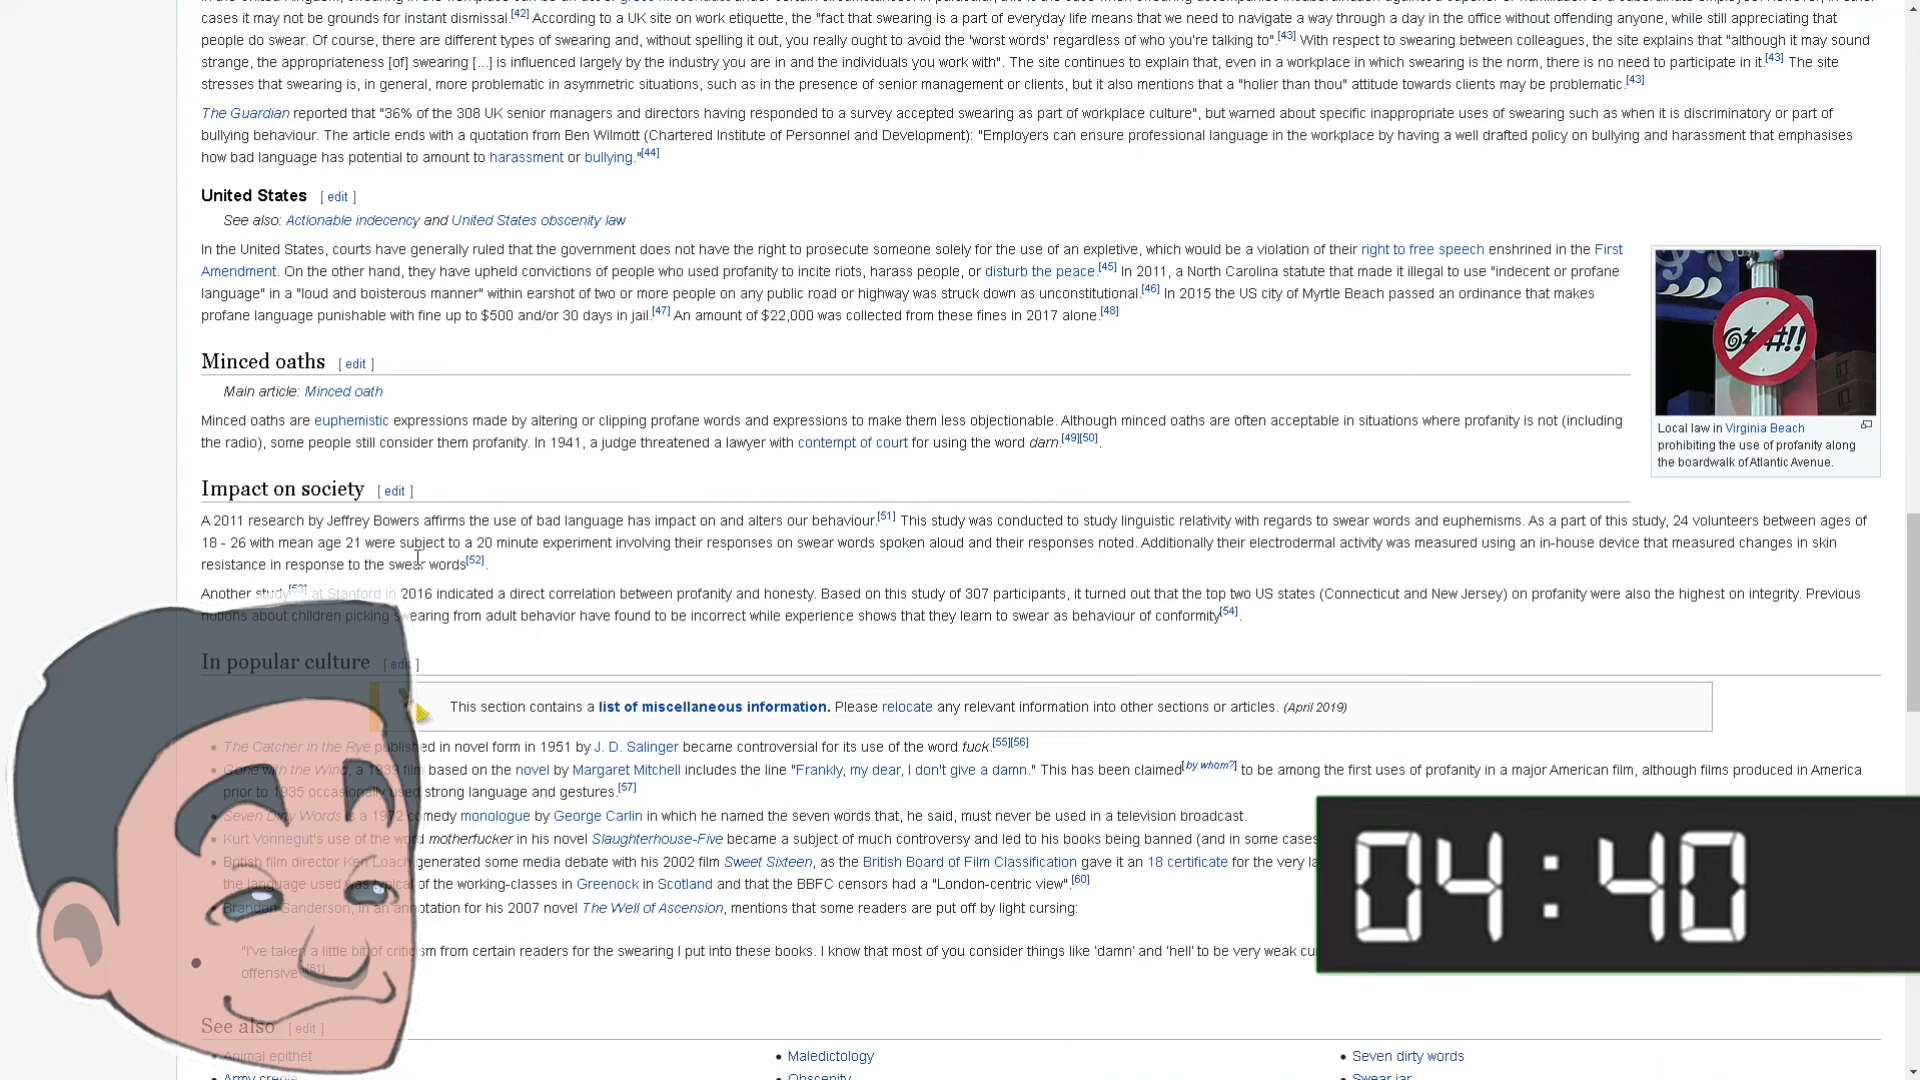 cases it may not be grounds for instant dismissal.[42] According to a UK site on work etiquette, the "fact that swearing is a part of everyday life means that we need to navigate a way through a day in the office without offending anyone, while still appreciating that
people do swear. Of course, there are different types of swearing and, without spelling it out, you really ought to avoid the 'worst words' regardless of who you're talking to".[43] With respect to swearing between colleagues, the site explains that "although it may sound
strange, the appropriateness [of] swearing [...] is influenced largely by the industry you are in and the individuals you work with". The site continues to explain that, even in a workplace in which swearing is the norm, there is no need to participate in it.[43] The site
stresses that swearing is, in general, more problematic in asymmetric situations, such as in the presence of senior management or clients, but it also mentions that a "holier than thou" attitude towards clients may be problematic.[43]
The Guardian reported that "36% of the 308 UK senior managers and directors having responded to a survey accepted swearing as part of workplace culture", but warned about specific inappropriate uses of swearing such as when it is discriminatory or part of
bullying behaviour. The article ends with a quotation from Ben Wilmott (Chartered Institute of Personnel and Development): "Employers can ensure professional language in the workplace by having a well drafted policy on bullying and harassment that emphasises
how bad language has potential to amount to harassment or bullying."[44]
United States [ edit ]
See also: Actionable indecency and United States obscenity law
In the United States, courts have generally ruled that the government does not have the right to prosecute someone solely for the use of an expletive, which would be a violation of their right to free speech enshrined in the First
Amendment. On the other hand, they have upheld convictions of people who used profanity to incite riots, harass people, or disturb the peace.[45] In 2011, a North Carolina statute that made it illegal to use "indecent or profane
language" in a "loud and boisterous manner" within earshot of two or more people on any public road or highway was struck down as unconstitutional.[46] In 2015 the US city of Myrtle Beach passed an ordinance that makes
profane language punishable with fine up to $500 and/or 30 days in jail.[47] An amount of $22,000 was collected from these fines in 2017 alone.[48]
Local law in Virginia Beach
prohibiting the use of profanity along
the boardwalk of Atlantic Avenue.
Minced oaths [ edit ]
Main article: Minced oath
Minced oaths are euphemistic expressions made by altering or clipping profane words and expressions to make them less objectionable. Although minced oaths are often acceptable in situations where profanity is not (including
the radio), some people still consider them profanity. In 1941, a judge threatened a lawyer with contempt of court for using the word darn.[49][50].
Impact on society [ edit ]
A 2011 research by Jeffrey Bowers affirms the use of bad language has impact on and alters our behaviour.[51] This study was conducted to study linguistic relativity with regards to swear words and euphemisms. As a part of this study, 24 volunteers between ages of
18 - 26 with mean age 21 were subject to a 20 minute experiment involving their responses on swear words spoken aloud and their responses noted. Additionally their electrodermal activity was measured using an in-house device that measured changes in skin
resistance in response to the swear words[52].
Another study[53] at Stanford in 2016 indicated a direct correlation between profanity and honesty. Based on this study of 307 participants, it turned out that the top two US states (Connecticut and New Jersey) on profanity were also the highest on integrity. Previous
notions about children picking swearing from adult behavior have found to be incorrect while experience shows that they learn to swear as behaviour of conformity[54].
In popular culture [ edit ]
This section contains a list of miscellaneous information. Please relocate any relevant information into other sections or articles. (April 2019)
The Catcher in the Rye published in novel form in 1951 by J. D. Salinger became controversial for its use of the word fuck.[55][56]
Gone with the Wind, a 1939 film based on the novel by Margaret Mitchell includes the line "Frankly, my dear, I don't give a damn." This has been claimed[by whom?] to be among the first uses of profanity in a major American film, although films produced in America
prior to 1935 occasionally used strong language and gestures.[57]
Seven Dirty Words is a 1972 comedy monologue by George Carlin in which he named the seven words that, he said, must never be used in a television broadcast.
Kurt Vonnegut's use of the word motherfucker in his novel Slaughterhouse-Five became a subject of much controversy and led to his books being banned (and in some cases
British film director Ken Loach generated some media debate with his 2002 film Sweet Sixteen, as the British Board of Film Classification gave it an 18 certificate for the very la
the language used was typical of the working-classes in Greenock in Scotland and that the BBFC censors had a "London-centric view".[60]
Brandon Sanderson, in an annotation for his 2007 novel The Well of Ascension, mentions that some readers are put off by light cursing:
"I've taken a little bit of criticism from certain readers for the swearing I put into these books. I know that most of you consider things like 'damn' and 'hell' to be very weak cu
offensive."[61]
04:40
See also [ edit ]
Animal epithet
Maledictology
Seven dirty words
Army creole
Obscenity
Swear jar